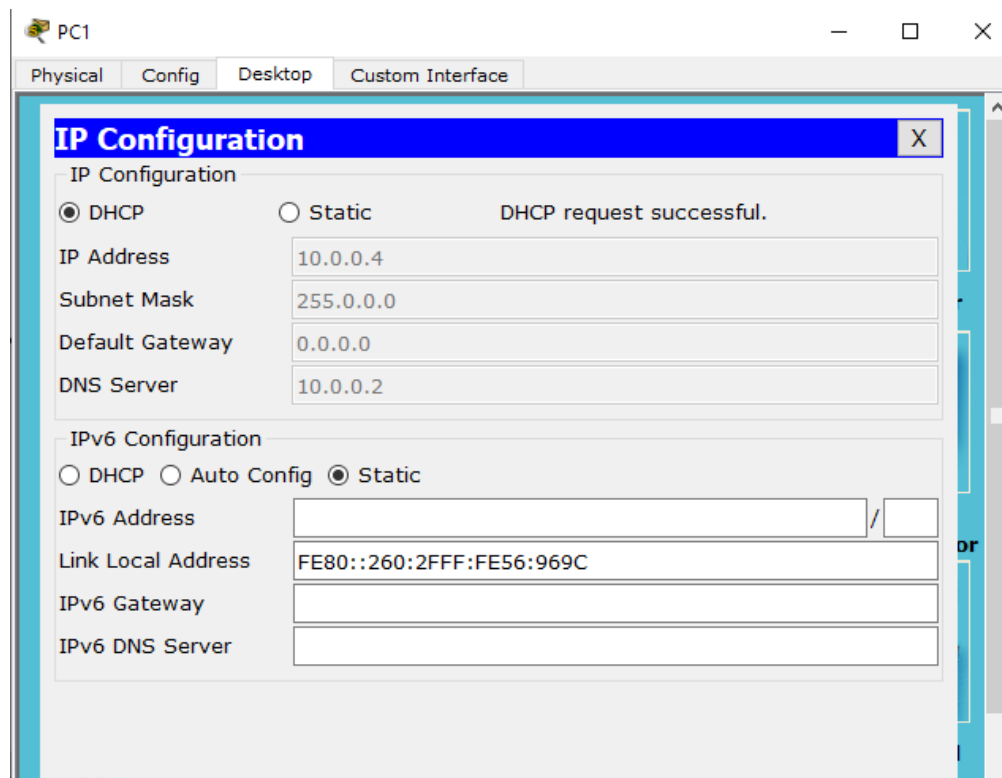 PC1
Physical Config Desktop Custom Interface
IP Configuration X
IP Configuration
DHCP Static DHCP request successful.
IP Address 10.0.0.4
Subnet Mask 255.0.0.0
Default Gateway 0.0.0.0
DNS Server 10.0.0.2
IPv6 Configuration
DHCP Auto Config Static
IPv6 Address /
Link Local Address FE80::260:2FFF:FE56:969C
IPv6 Gateway
IPv6 DNS Server